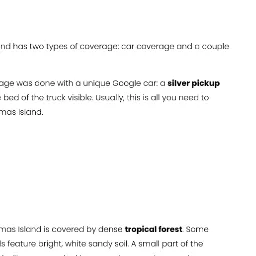 nd has two types of coverage: car coverage and a couple
age was done with a unique Google car: a silver pickup
bed of the truck visible. Usually, this is all you need to
mas Island.
mas Island is covered by dense tropical forest. Some
s feature bright, white sandy soil. A small part of the